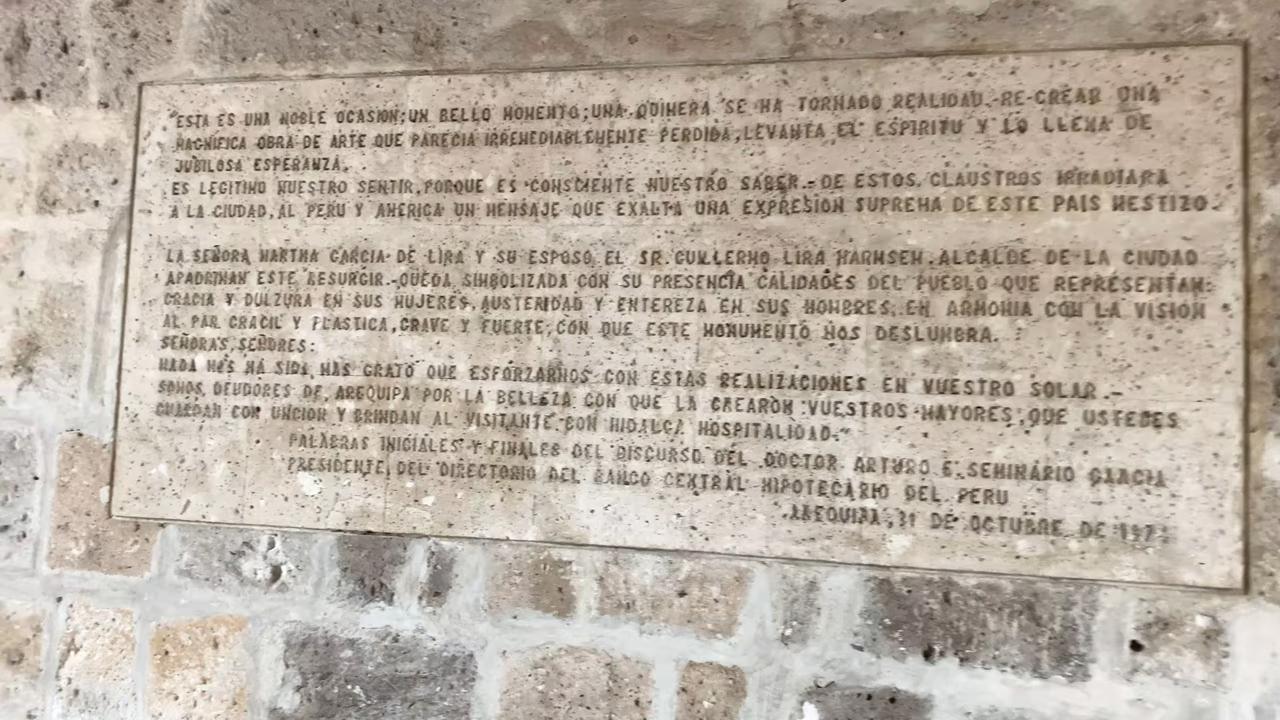 "ESTA ES UNA NOBLE OCASION; UN BELLO MOMENTO; UNA QUIMERA SE HA TORNADO REALIDAD.-RE-CREAR UNA
MAGNIFICA OBRA DE ARTE QUE PARECIA IRREMEDIABLEMENTE PERDIDA, LEVANTA EL ESPIRITU Y LO LLENA DE
JUBILOSA ESPERANZA.
ES LEGITIMO NUESTRO SENTIR, PORQUE ES CONSCIENTE NUESTRO SABER.- DE ESTOS CLAUSTROS IRRADIARA
A LA CIUDAD, AL PERU Y AMERICA UN MENSAJE QUE EXALTA UNA EXPRESION SUPREMA DE ESTE PAIS MESTIZO.
LA SEÑORA MARTHA GARCIA DE LIRA Y SU ESPOSO EL SR. GUILLERMO LIRA HARMSEN. ALCALDE DE LA CIUDAD
APADRINAN ESTE RESURGIR.-QUEDA SIMBOLIZADA CON SU PRESENCIA CALIDADES DEL PUEBLO QUE REPRESENTAN:
GRACIA Y DULZURA EN SUS MUJERES, AUSTERIDAD Y ENTEREZA EN SUS HOMBRES, EN ARMONIA CON LA VISION
AL PAR GRACIL Y PLASTICA, GRAVE Y FUERTE, CON QUE ESTE MONUMENTO NOS DESLUMBRA.
SEÑORAS, SEÑORES:
NADA NOS HA SIDO MAS GRATO QUE ESFORZARNOS CON ESTAS REALIZACIONES EN VUESTRO SOLAR.-
SOMOS DEUDORES DE AREQUIPA POR LA BELLEZA CON QUE LA CREARON VUESTROS MAYORES, QUE USTEDES
GUARDAN CON UNCION Y BRINDAN AL VISITANTE CON HIDALGA HOSPITALIDAD."
PALABRAS INICIALES Y FINALES DEL DISCURSO DEL DOCTOR ARTURO E. SEMINARIO GARCIA
PRESIDENTE DEL DIRECTORIO DEL BANCO CENTRAL HIPOTECARIO DEL PERU
AREQUIPA, 31 DE OCTUBRE DE